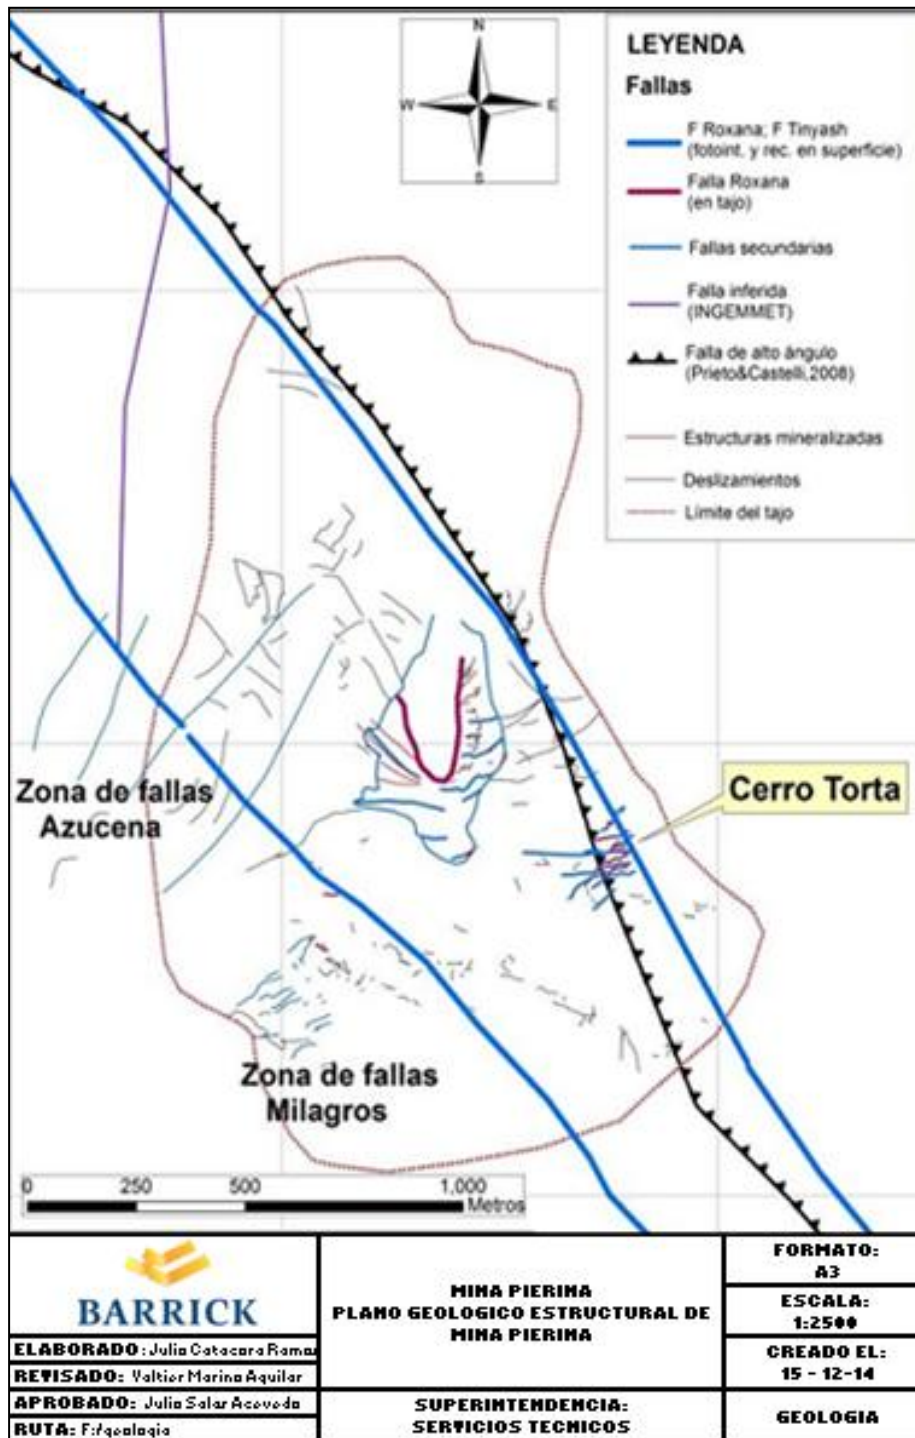 N
W
E
S
LEYENDA
Fallas
F Roxana; F Tinyash
(fotoint. y rec. en superficie)
Falla Roxana
(en tajo)
Fallas secundarias
Falla inferida
(INGEMMET)
Falla de alto ángulo
(Prieto&Castelli,2008)
Estructuras mineralizadas
Deslizamientos
Límite del tajo
Zona de fallas
Azucena
Cerro Torta
Zona de fallas
Milagros
0 250 500 1,000
Metros
BARRICK
ELABORADO: Julio Catacora Ramos
REVISADO: Valtier Marino Aquilar
APROBADO: Julio Salar Acevedo
RUTA: F:/geologia
MINA PIERINA
PLANO GEOLOGICO ESTRUCTURAL DE
MINA PIERINA
SUPERINTENDENCIA:
SERVICIOS TECNICOS
FORMATO:
A3
ESCALA:
1:2500
CREADO EL:
15 - 12-14
GEOLOGIA